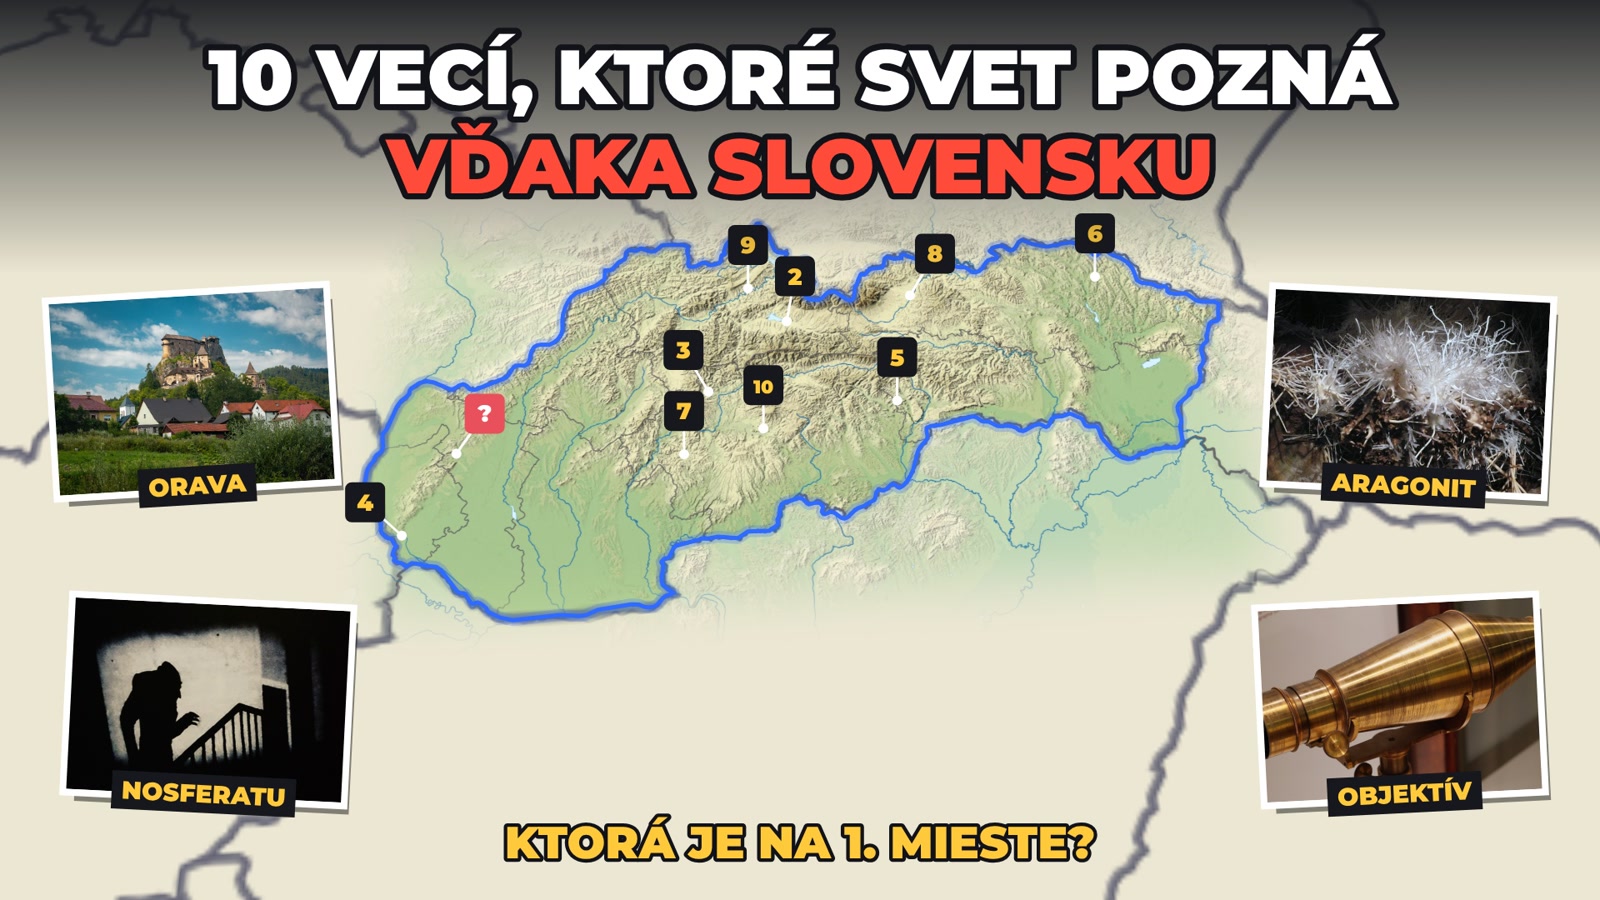 10 VECÍ, KTORÉ SVET POZNÁ
VĎAKA SLOVENSKU
9
2
8
6
3
5
10
7
?
4
ORAVA
ARAGONIT
NOSFERATU
OBJEKTÍV
KTORÁ JE NA 1. MIESTE?